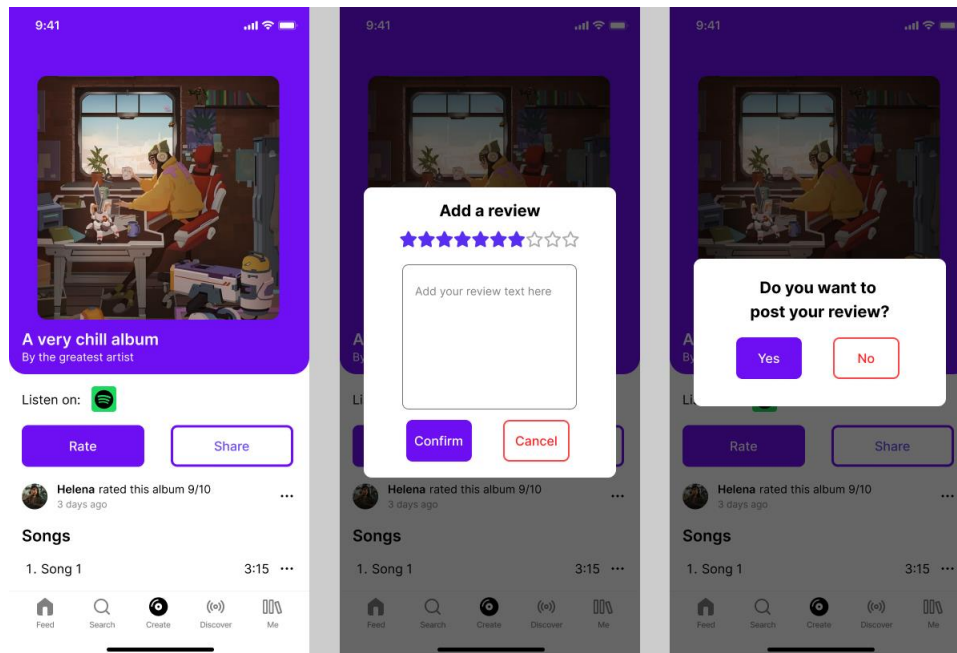 9:41
A very chill album
By the greatest artist
Listen on:
Rate
Share
Helena rated this album 9/10
3 days ago
Songs
1. Song 1
3:15
Feed
Search
Create
Discover
Me
9:41
Add a review
Add your review text here
A
By
Li
Confirm
Cancel
Helena rated this album 9/10
3 days ago
Songs
1. Song 1
3:15
Feed
Search
Create
Discover
Me
9:41
Do you want to
post your review?
A
By
Yes
No
Li
Rate
Share
Helena rated this album 9/10
3 days ago
Songs
1. Song 1
3:15
Feed
Search
Create
Discover
Me